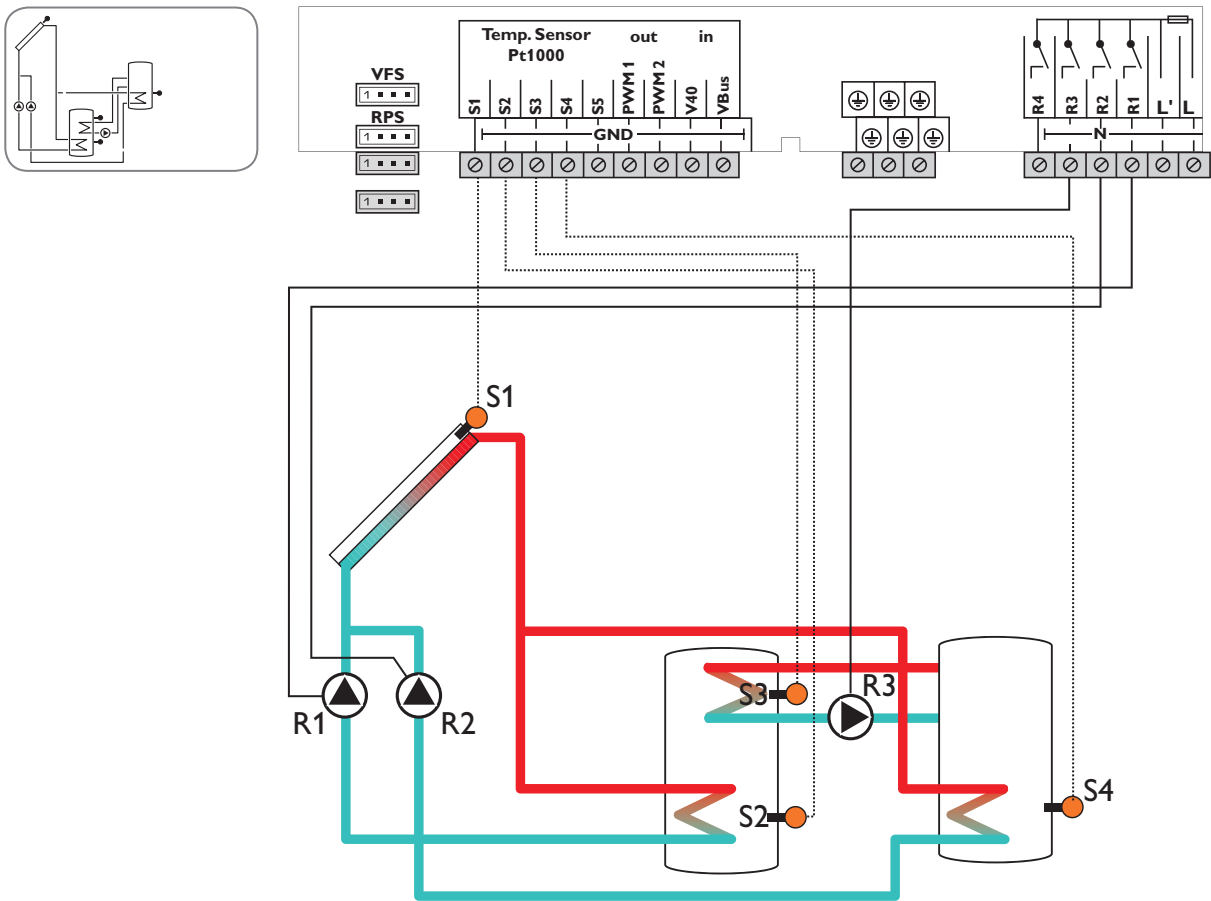 Temp. Sensor out in
Pt1000
VFS
1
RPS
1
1
1
S1 S2 S3 S4 S5 PWM 1 PWM 2 V40 VBus
GND
R4 R3 R2 R1 L' L
N
S1
S3
R3
R1
R2
S2
S4